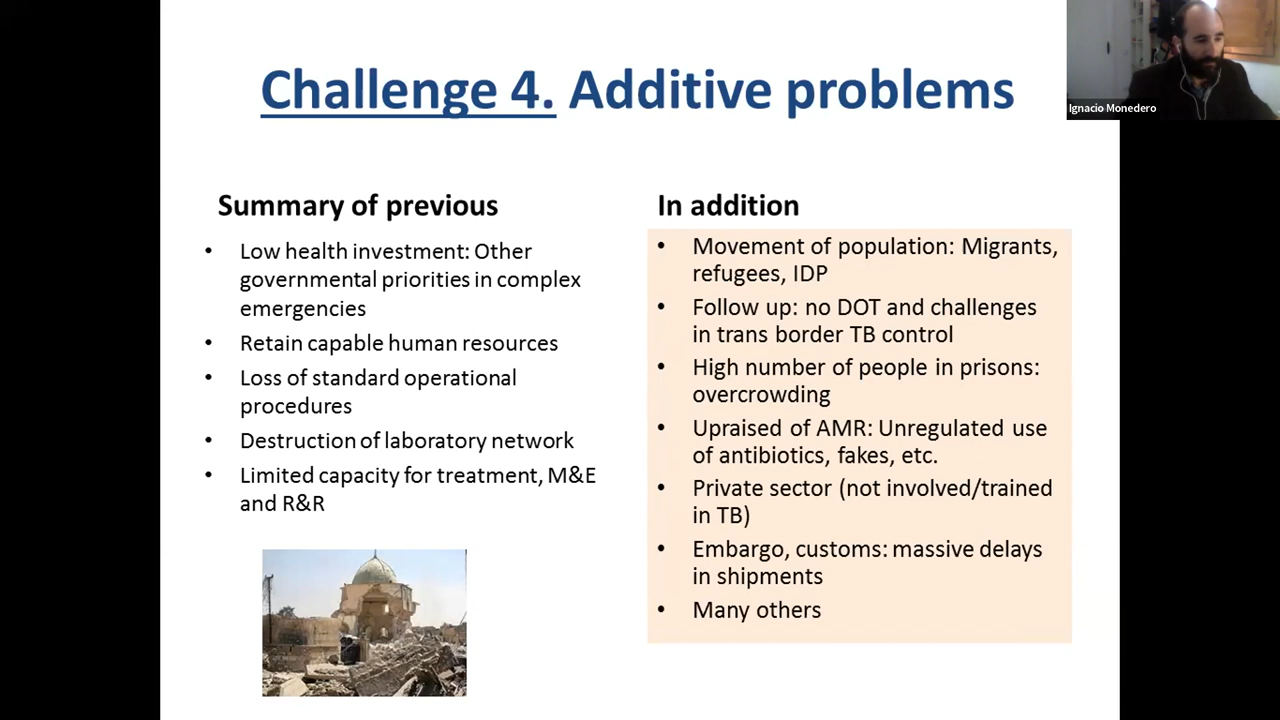 Challenge 4. Additive problems
Ignacio Monedero
Summary of previous
• Low health investment: Other
governmental priorities in complex
emergencies
• Retain capable human resources
• Loss of standard operational
procedures
• Destruction of laboratory network
• Limited capacity for treatment, M&E
and R&R
In addition
• Movement of population: Migrants,
refugees, IDP
• Follow up: no DOT and challenges
in trans border TB control
• High number of people in prisons:
overcrowding
• Upraised of AMR: Unregulated use
of antibiotics, fakes, etc.
• Private sector (not involved/trained
in TB)
• Embargo, customs: massive delays
in shipments
• Many others